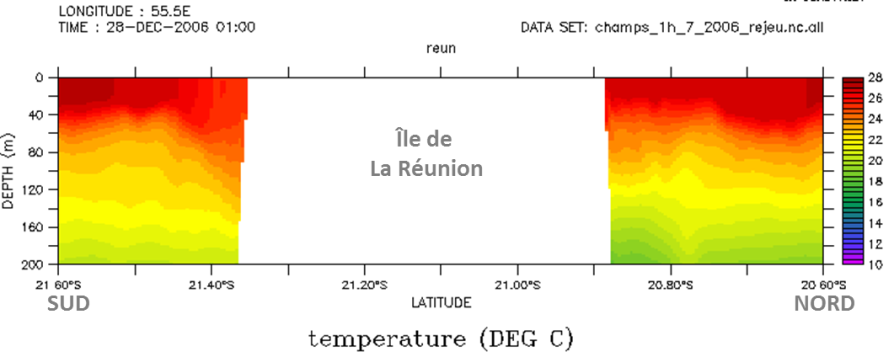 LONGITUDE : 55.5E
TIME : 28-DEC-2006 01:00
DATA SET: champs_1h_7_2006_rejeu.nc.all
reun
0
40
80
120
160
200
DEPTH (m)
Île de
La Réunion
28
26
24
22
20
18
16
14
12
10
21 60°S
21.40°S
21.20°S
21.00°S
20.80°S
20 60°S
SUD
LATITUDE
NORD
temperature (DEG C)